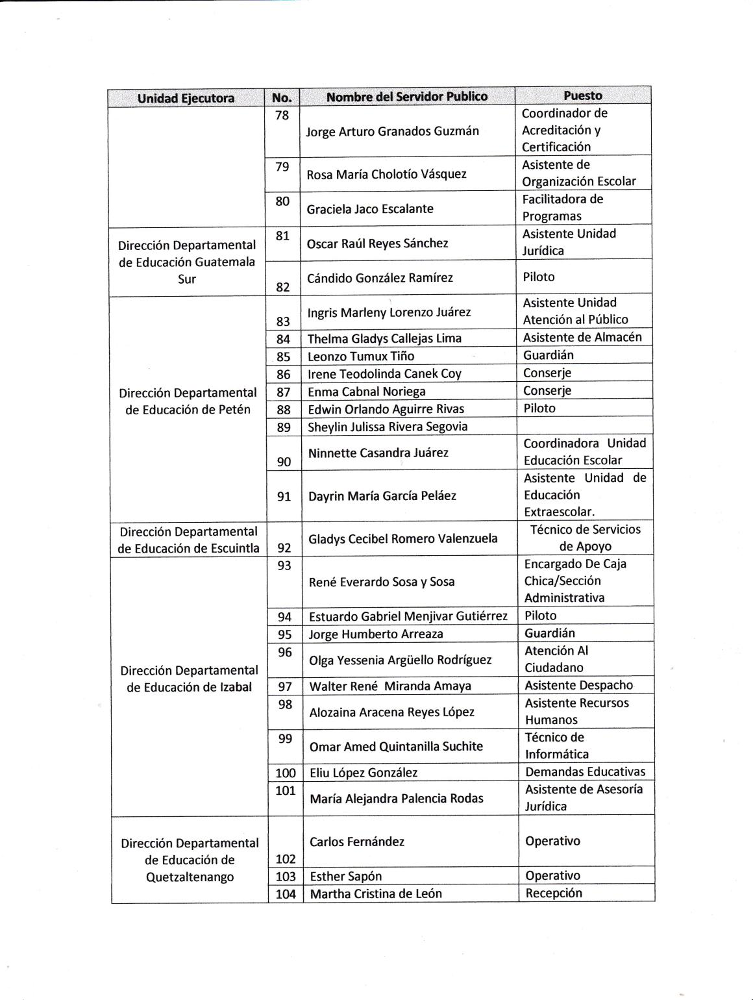 Unidad Ejecutora No. Nombre del Servidor Publico Puesto
78 Jorge Arturo Granados Guzmán Coordinador de
Acreditación y
Certificación
79 Rosa María Cholotío Vásquez Asistente de
Organización Escolar
80 Graciela Jaco Escalante Facilitadora de
Programas
Dirección Departamental
de Educación Guatemala
Sur
81 Oscar Raúl Reyes Sánchez Asistente Unidad
Jurídica
82 Cándido González Ramírez Piloto
Dirección Departamental
de Educación de Petén
83 Ingris Marleny Lorenzo Juárez Asistente Unidad
Atención al Público
84 Thelma Gladys Callejas Lima Asistente de Almacén
85 Leonzo Tumux Tiño Guardián
86 Irene Teodolinda Canek Coy Conserje
87 Enma Cabnal Noriega Conserje
88 Edwin Orlando Aguirre Rivas Piloto
89 Sheylin Julissa Rivera Segovia
90 Ninnette Casandra Juárez Coordinadora Unidad
Educación Escolar
91 Dayrin María García Peláez Asistente Unidad de
Educación
Extraescolar.
Dirección Departamental
de Educación de Escuintla
92 Gladys Cecibel Romero Valenzuela Técnico de Servicios
de Apoyo
Dirección Departamental
de Educación de Izabal
93 René Everardo Sosa y Sosa Encargado De Caja
Chica/Sección
Administrativa
94 Estuardo Gabriel Menjivar Gutiérrez Piloto
95 Jorge Humberto Arreaza Guardián
96 Olga Yessenia Argüello Rodríguez Atención Al
Ciudadano
97 Walter René Miranda Amaya Asistente Despacho
98 Alozaina Aracena Reyes López Asistente Recursos
Humanos
99 Omar Amed Quintanilla Suchite Técnico de
Informática
100 Eliu López González Demandas Educativas
101 María Alejandra Palencia Rodas Asistente de Asesoría
Jurídica
Dirección Departamental
de Educación de
Quetzaltenango
102 Carlos Fernández Operativo
103 Esther Sapón Operativo
104 Martha Cristina de León Recepción